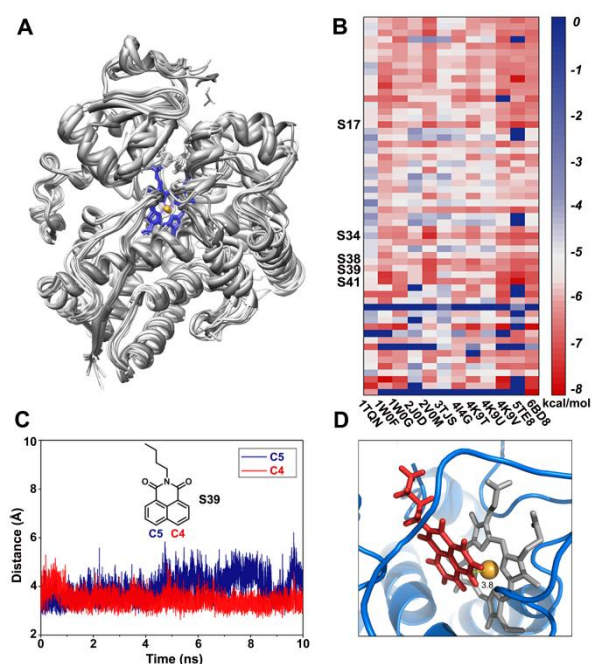 A
B
S17
S34
S38
S39
S41
0
-1
-2
-3
-4
-5
-6
-7
-8
kcal/mol
1TQN
1W0F
1W0G
2J0D
2V0M
3TJS
4I4G
4K9T
4K9U
4K9V
5TE8
6BD8
C
Distance (Å)
10
8
6
4
2
0 2 4 6 8 10
Time (ns)
N
O O
S39
C5 C4
C5
C4
D
3.8